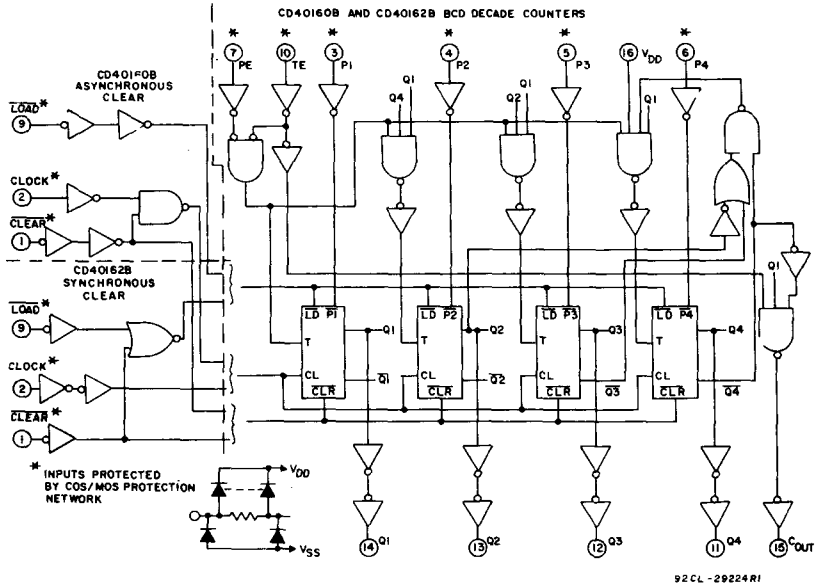 CD40160B AND CD40162B BCD DECADE COUNTERS
* * * * * *
7 10 3 4 5 16 VDD 6
PE TE P1 P2 P3 P4
Q1 Q1
Q4 Q2 Q1
CD40160B
ASYNCHRONOUS
CLEAR
LOAD*
9
CLOCK*
2
CLEAR*
1
CD40162B
SYNCHRONOUS
CLEAR
LOAD*
9
CLOCK*
2
CLEAR*
1
Q1
LD P1 LD P2 LD P3 LD P4
Q1 Q2 Q3 Q4
T T T T
CL CL CL CL
Q1 Q2 Q3 Q4
CLR CLR CLR CLR
* INPUTS PROTECTED
BY COS/MOS PROTECTION
NETWORK
VDD
VSS
14 Q1 13 Q2 12 Q3 11 Q4 15 COUT
92CL-29224R1